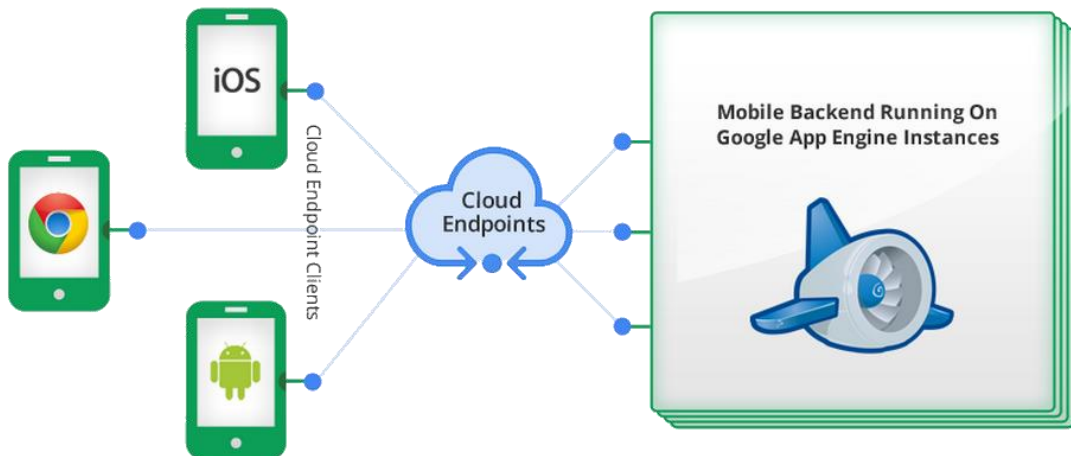 iOS
Cloud Endpoint Clients
Cloud
Endpoints
Mobile Backend Running On
Google App Engine Instances